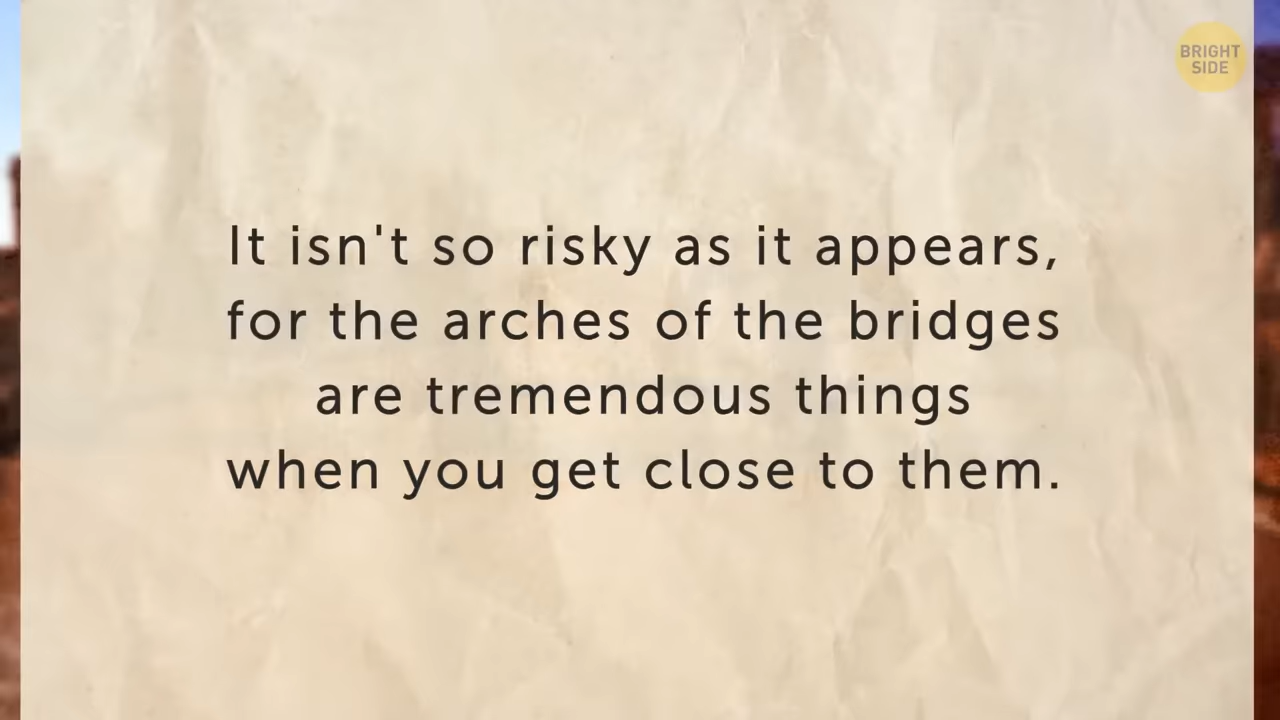 BRIGHT
SIDE
It isn't so risky as it appears,
for the arches of the bridges
are tremendous things
when you get close to them.